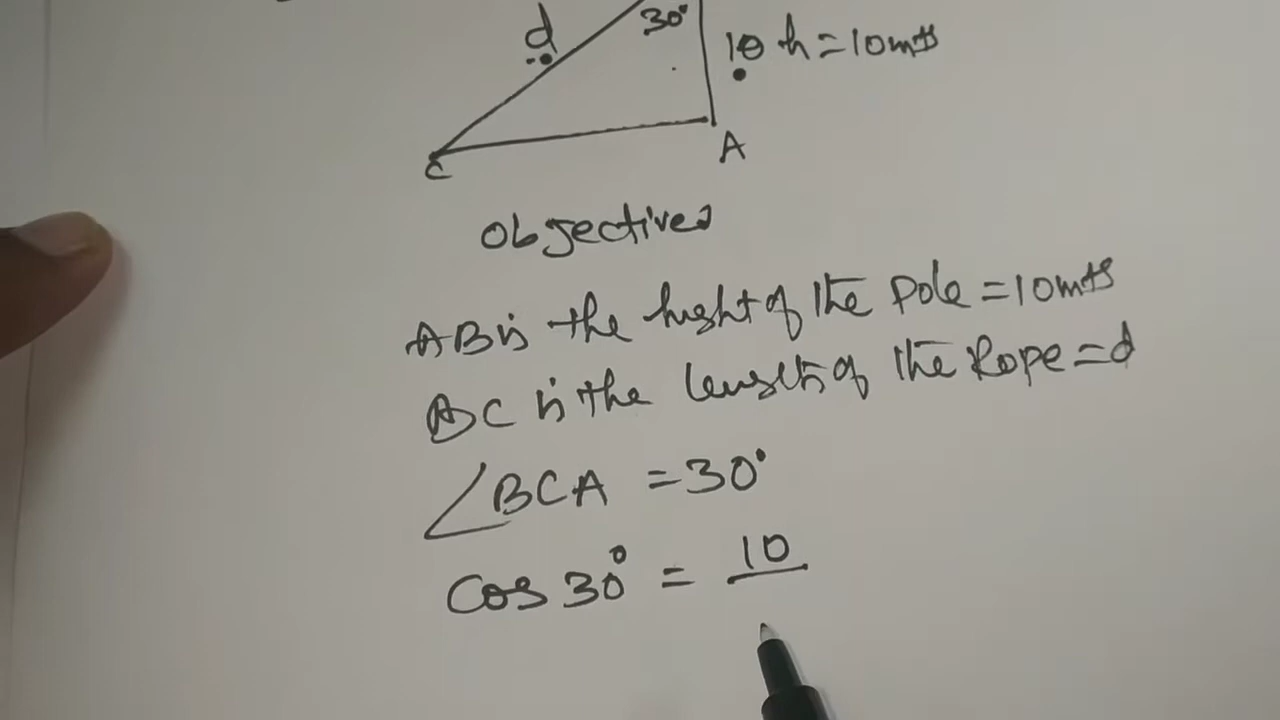 d
30°
10 h=10mts
C
A
Objectives
AB is the hight of the Pole =10mts
BC is the length of the Rope =d
∠BCA =30°
Cos 30° = 10